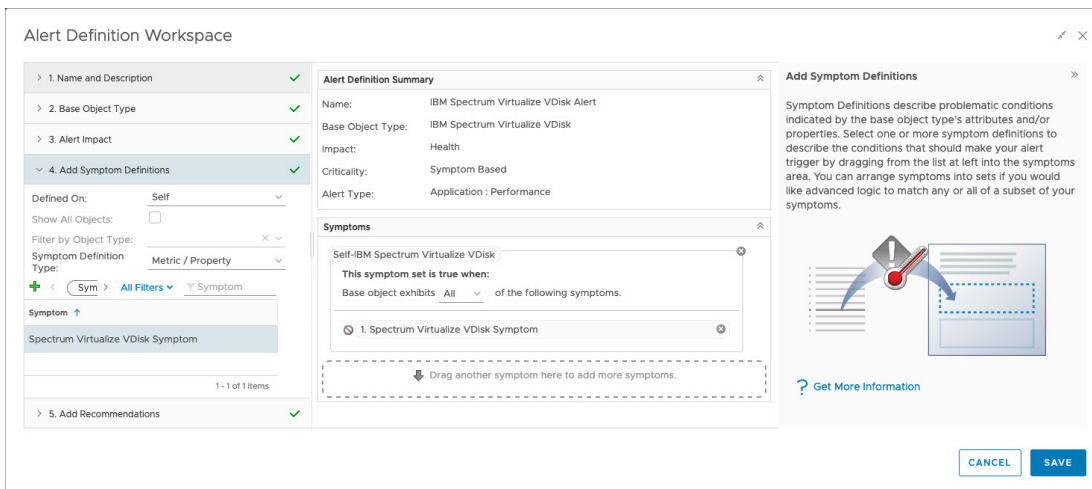 Alert Definition Workspace
1. Name and Description
2. Base Object Type
3. Alert Impact
4. Add Symptom Definitions
Defined On: Self
Show All Objects:
Filter by Object Type:
Symptom Definition
Type: Metric / Property
Sym All Filters Symptom
Symptom
Spectrum Virtualize VDisk Symptom
1 - 1 of 1 items
5. Add Recommendations
Alert Definition Summary
Name: IBM Spectrum Virtualize VDisk Alert
Base Object Type: IBM Spectrum Virtualize VDisk
Impact: Health
Criticality: Symptom Based
Alert Type: Application : Performance
Symptoms
Self-IBM Spectrum Virtualize VDisk
This symptom set is true when:
Base object exhibits All of the following symptoms.
1. Spectrum Virtualize VDisk Symptom
Drag another symptom here to add more symptoms.
Add Symptom Definitions
Symptom Definitions describe problematic conditions
indicated by the base object type's attributes and/or
properties. Select one or more symptom definitions to
describe the conditions that should make your alert
trigger by dragging from the list at left into the symptoms
area. You can arrange symptoms into sets if you would
like advanced logic to match any or all of a subset of your
symptoms.
? Get More Information
CANCEL SAVE